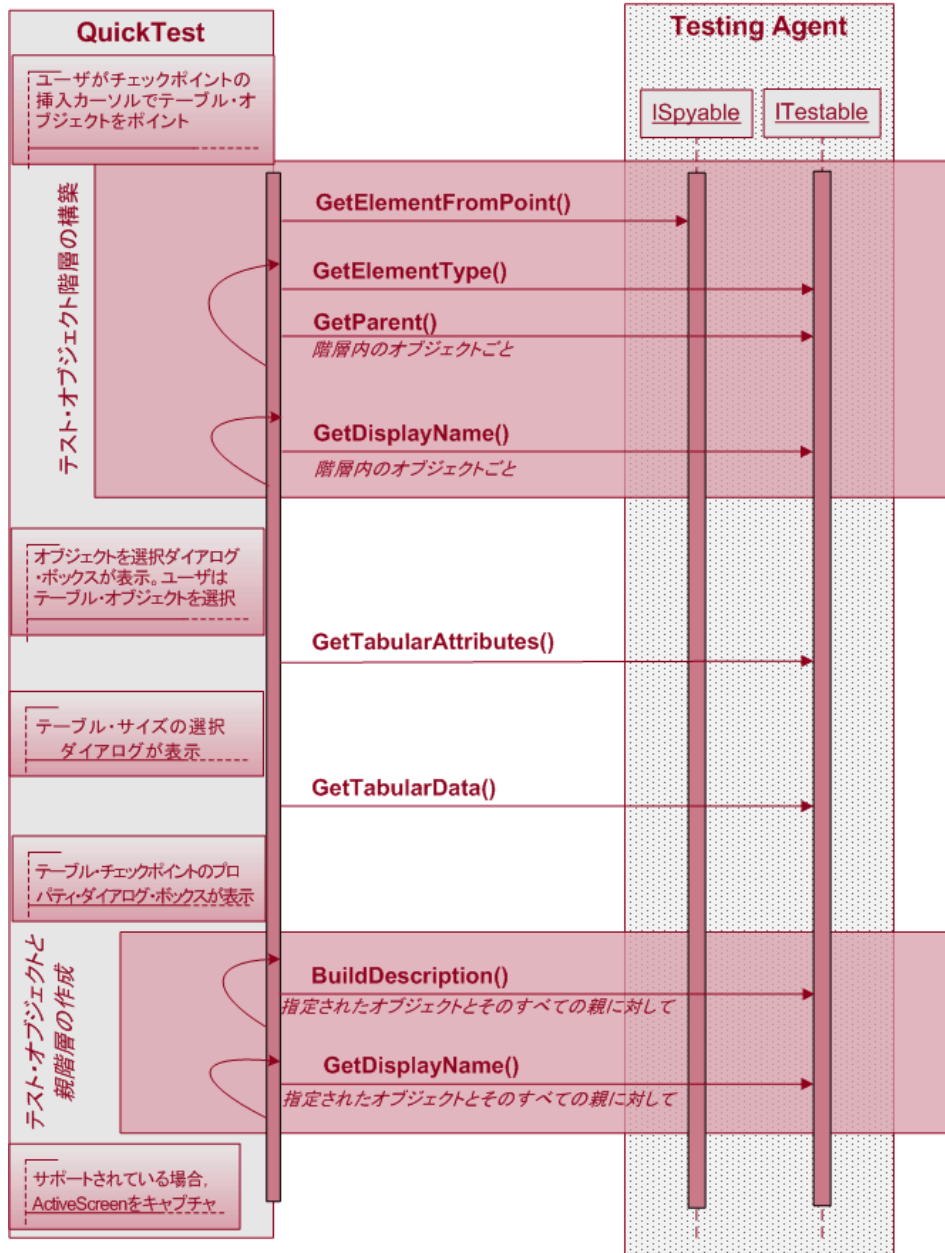 QuickTest
Testing Agent
ユーザがチェックポイントの
挿入カーソルでテーブル・オ
ブジェクトをポイント
ISpyable
ITestable
テスト・オブジェクト階層の構築
GetElementFromPoint()
GetElementType()
GetParent()
階層内のオブジェクトごと
GetDisplayName()
階層内のオブジェクトごと
オブジェクトを選択ダイアログ
・ボックスが表示。ユーザは
テーブル・オブジェクトを選択
GetTabularAttributes()
テーブル・サイズの選択
ダイアログが表示
GetTabularData()
テーブル・チェックポイントのプロ
パティ・ダイアログ・ボックスが表示
テスト・オブジェクトと
親階層の作成
BuildDescription()
指定されたオブジェクトとそのすべての親に対して
GetDisplayName()
指定されたオブジェクトとそのすべての親に対して
サポートされている場合,
ActiveScreenをキャプチャ